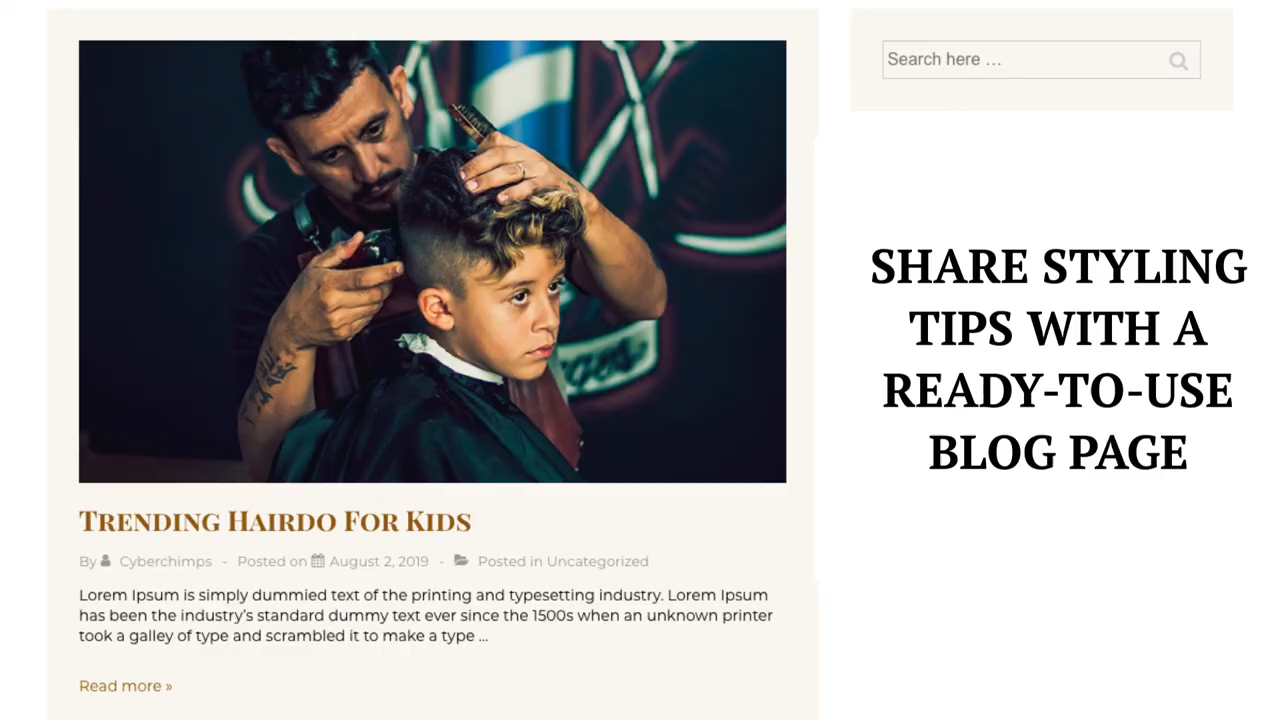 Search here …
SHARE STYLING
TIPS WITH A
READY-TO-USE
BLOG PAGE
Trending Hairdo For Kids
By Cyberchimps - Posted on August 2, 2019 - Posted in Uncategorized
Lorem Ipsum is simply dummied text of the printing and typesetting industry. Lorem Ipsum
has been the industry’s standard dummy text ever since the 1500s when an unknown printer
took a galley of type and scrambled it to make a type …
Read more »